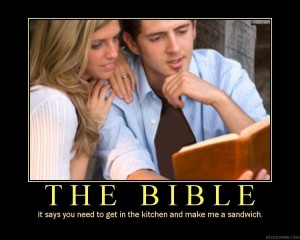 THE BIBLE
It says you need to get in the kitchen and make me a sandwich.